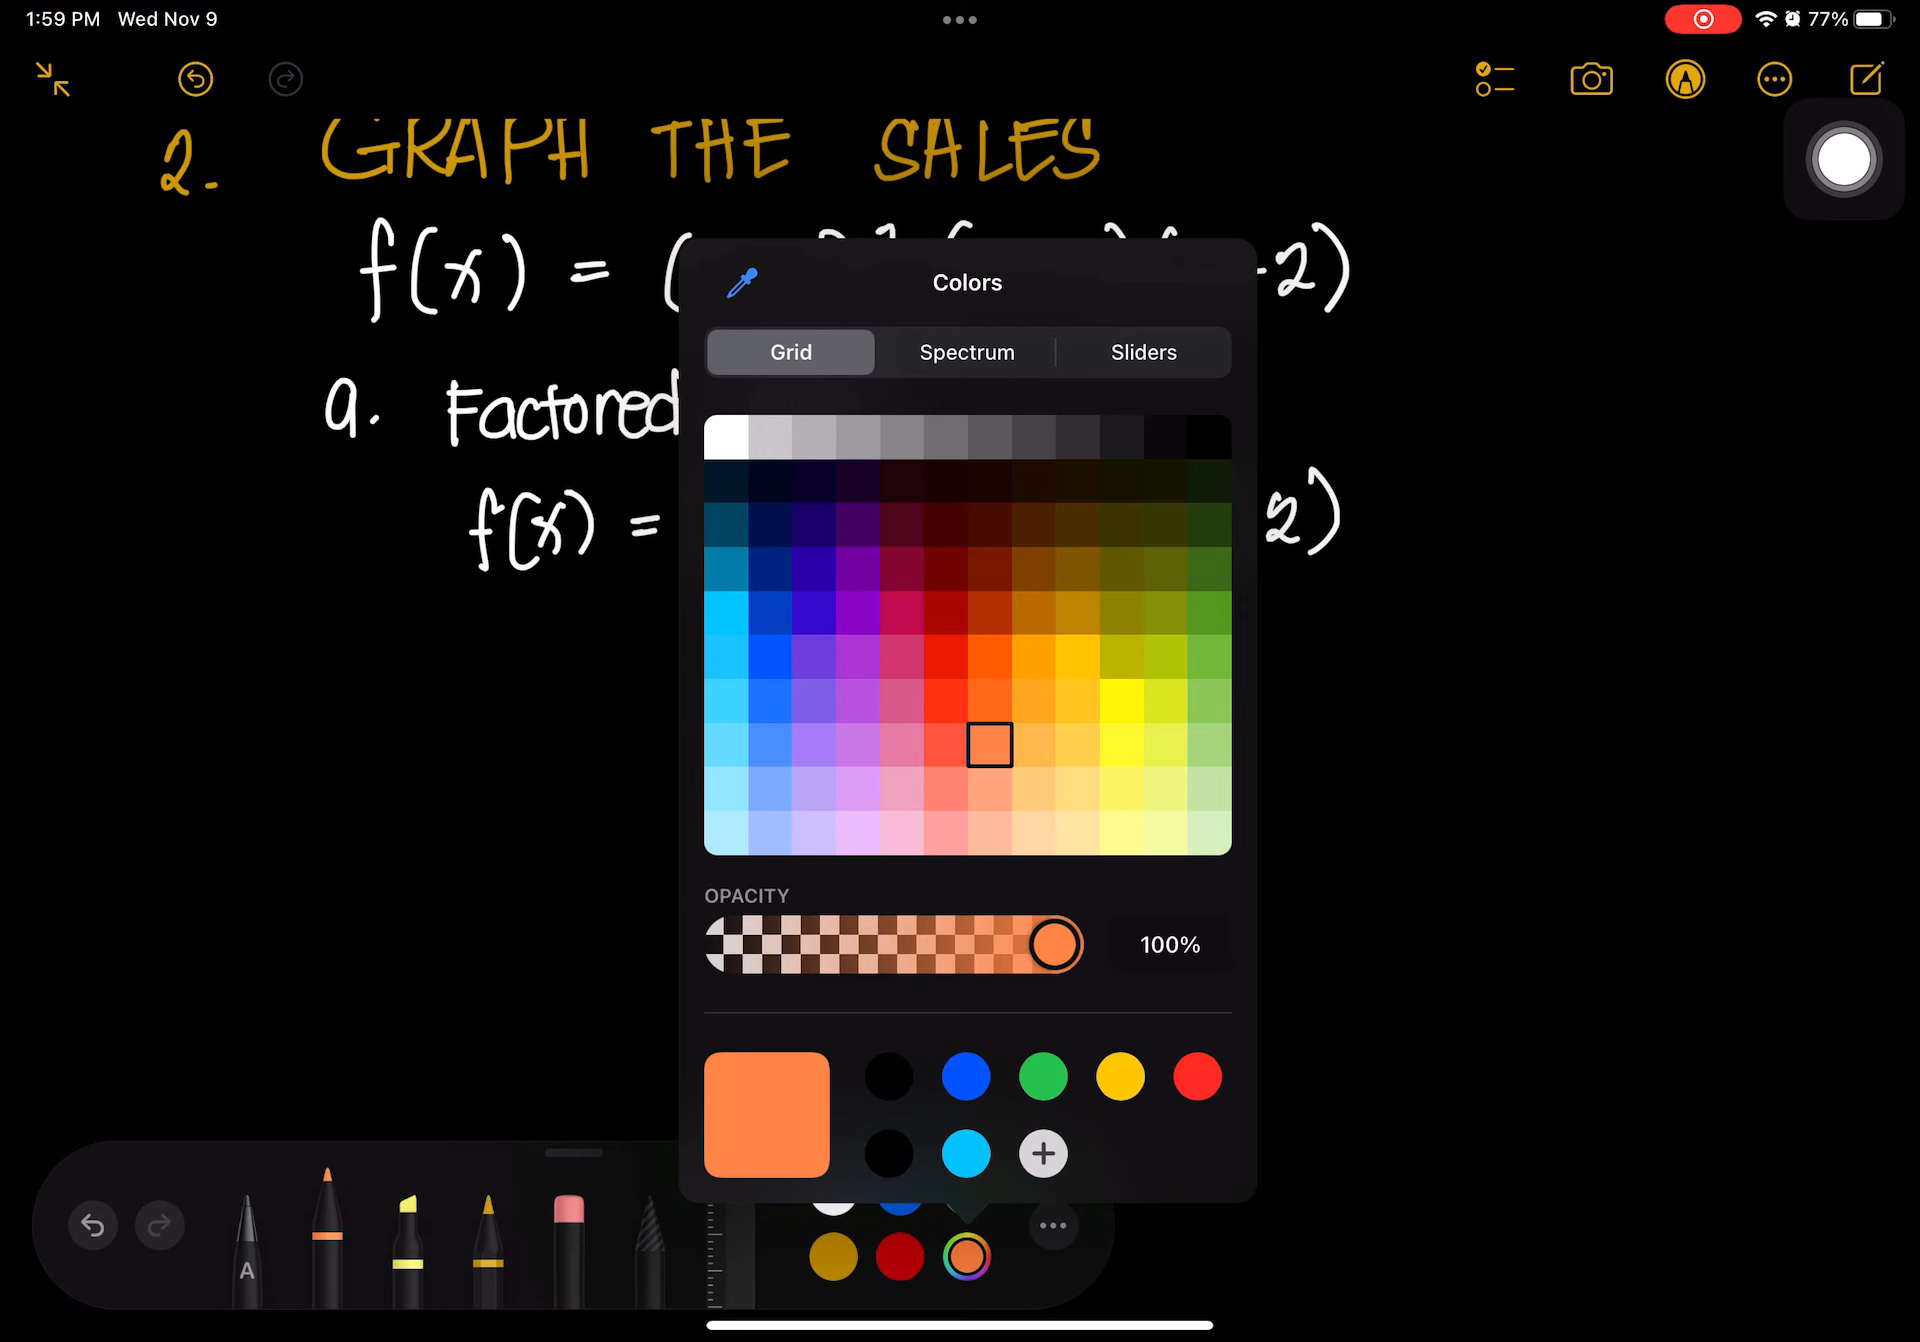 1:59 PM Wed Nov 9
77%
2. GRAPH THE SALES
f(x) = ( -2)
Colors
Grid Spectrum Sliders
a. Factored
f(x) = 2)
OPACITY
100%
A